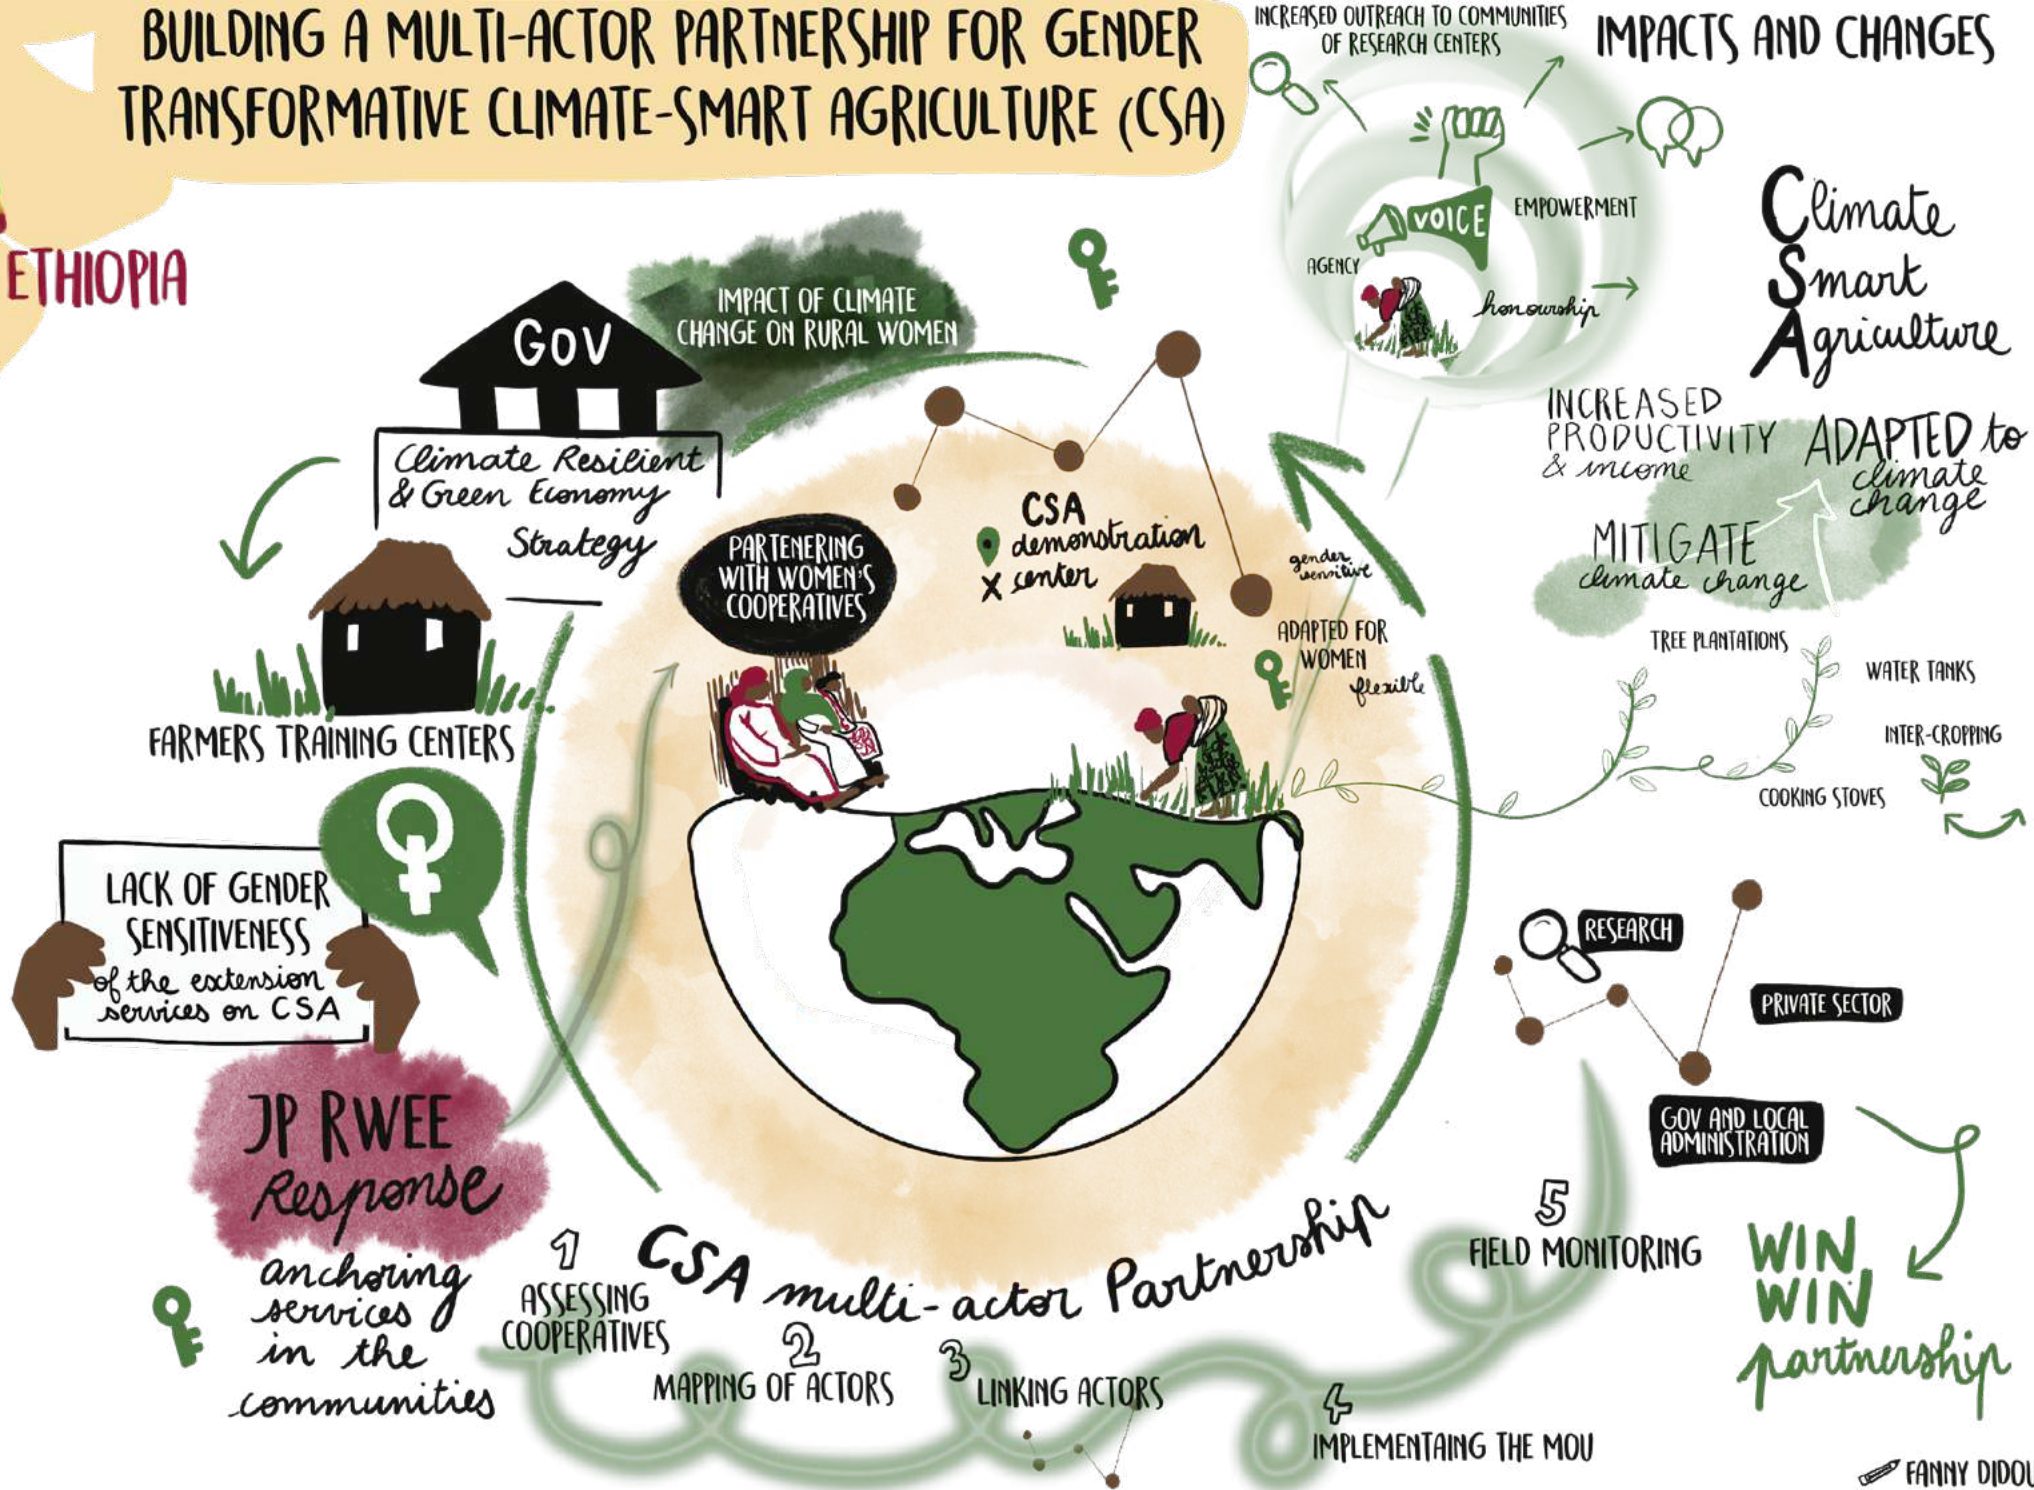 BUILDING A MULTI-ACTOR PARTNERSHIP FOR GENDER
TRANSFORMATIVE CLIMATE-SMART AGRICULTURE (CSA)
ETHIOPIA
INCREASED OUTREACH TO COMMUNITIES
OF RESEARCH CENTERS
IMPACTS AND CHANGES
VOICE
EMPOWERMENT
AGENCY
honourship
Climate
Smart
Agriculture
INCREASED
PRODUCTIVITY
& income
ADAPTED to
climate
change
MITIGATE
climate change
TREE PLANTATIONS
WATER TANKS
INTER-CROPPING
COOKING STOVES
IMPACT OF CLIMATE
CHANGE ON RURAL WOMEN
GOV
Climate Resilient
& Green Economy
Strategy
FARMERS TRAINING CENTERS
PARTENERING
WITH WOMEN'S
COOPERATIVES
CSA
demonstration
X center
gender
sensitive
ADAPTED FOR
WOMEN
flexible
LACK OF GENDER
SENSITIVENESS
of the extension
services on CSA
JP RWEE
Response
anchoring
services
in the
communities
CSA multi-actor Partnership
1
ASSESSING
COOPERATIVES
2
MAPPING OF ACTORS
3
LINKING ACTORS
4
IMPLEMENTAING THE MOU
5
FIELD MONITORING
RESEARCH
PRIVATE SECTOR
GOV AND LOCAL
ADMINISTRATION
WIN
WIN
partnership
FANNY DIDOU